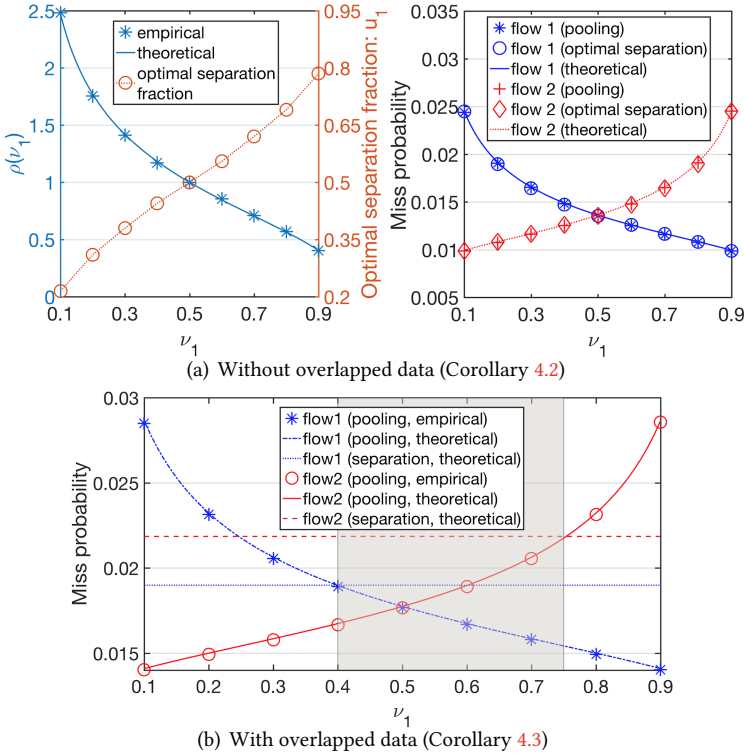 2.5
2
1.5
1
0.5
0
ρ(ν1)
0.1 0.3 0.5 0.7 0.9
ν1
empirical
theoretical
optimal separation
fraction
0.95
0.8
0.65
0.5
0.35
0.2
Optimal separation fraction: u1
0.035
0.03
0.025
0.02
0.015
0.01
0.005
Miss probability
flow 1 (pooling)
flow 1 (optimal separation)
flow 1 (theoretical)
flow 2 (pooling)
flow 2 (optimal separation)
flow 2 (theoretical)
0.1 0.3 0.5 0.7 0.9
ν1
(a) Without overlapped data (Corollary 4.2)
0.03
0.025
0.02
0.015
Miss probability
flow1 (pooling, empirical)
flow1 (pooling, theoretical)
flow1 (separation, theoretical)
flow2 (pooling, empirical)
flow2 (pooling, theoretical)
flow2 (separation, theoretical)
0.1 0.2 0.3 0.4 0.5 0.6 0.7 0.8 0.9
ν1
(b) With overlapped data (Corollary 4.3)